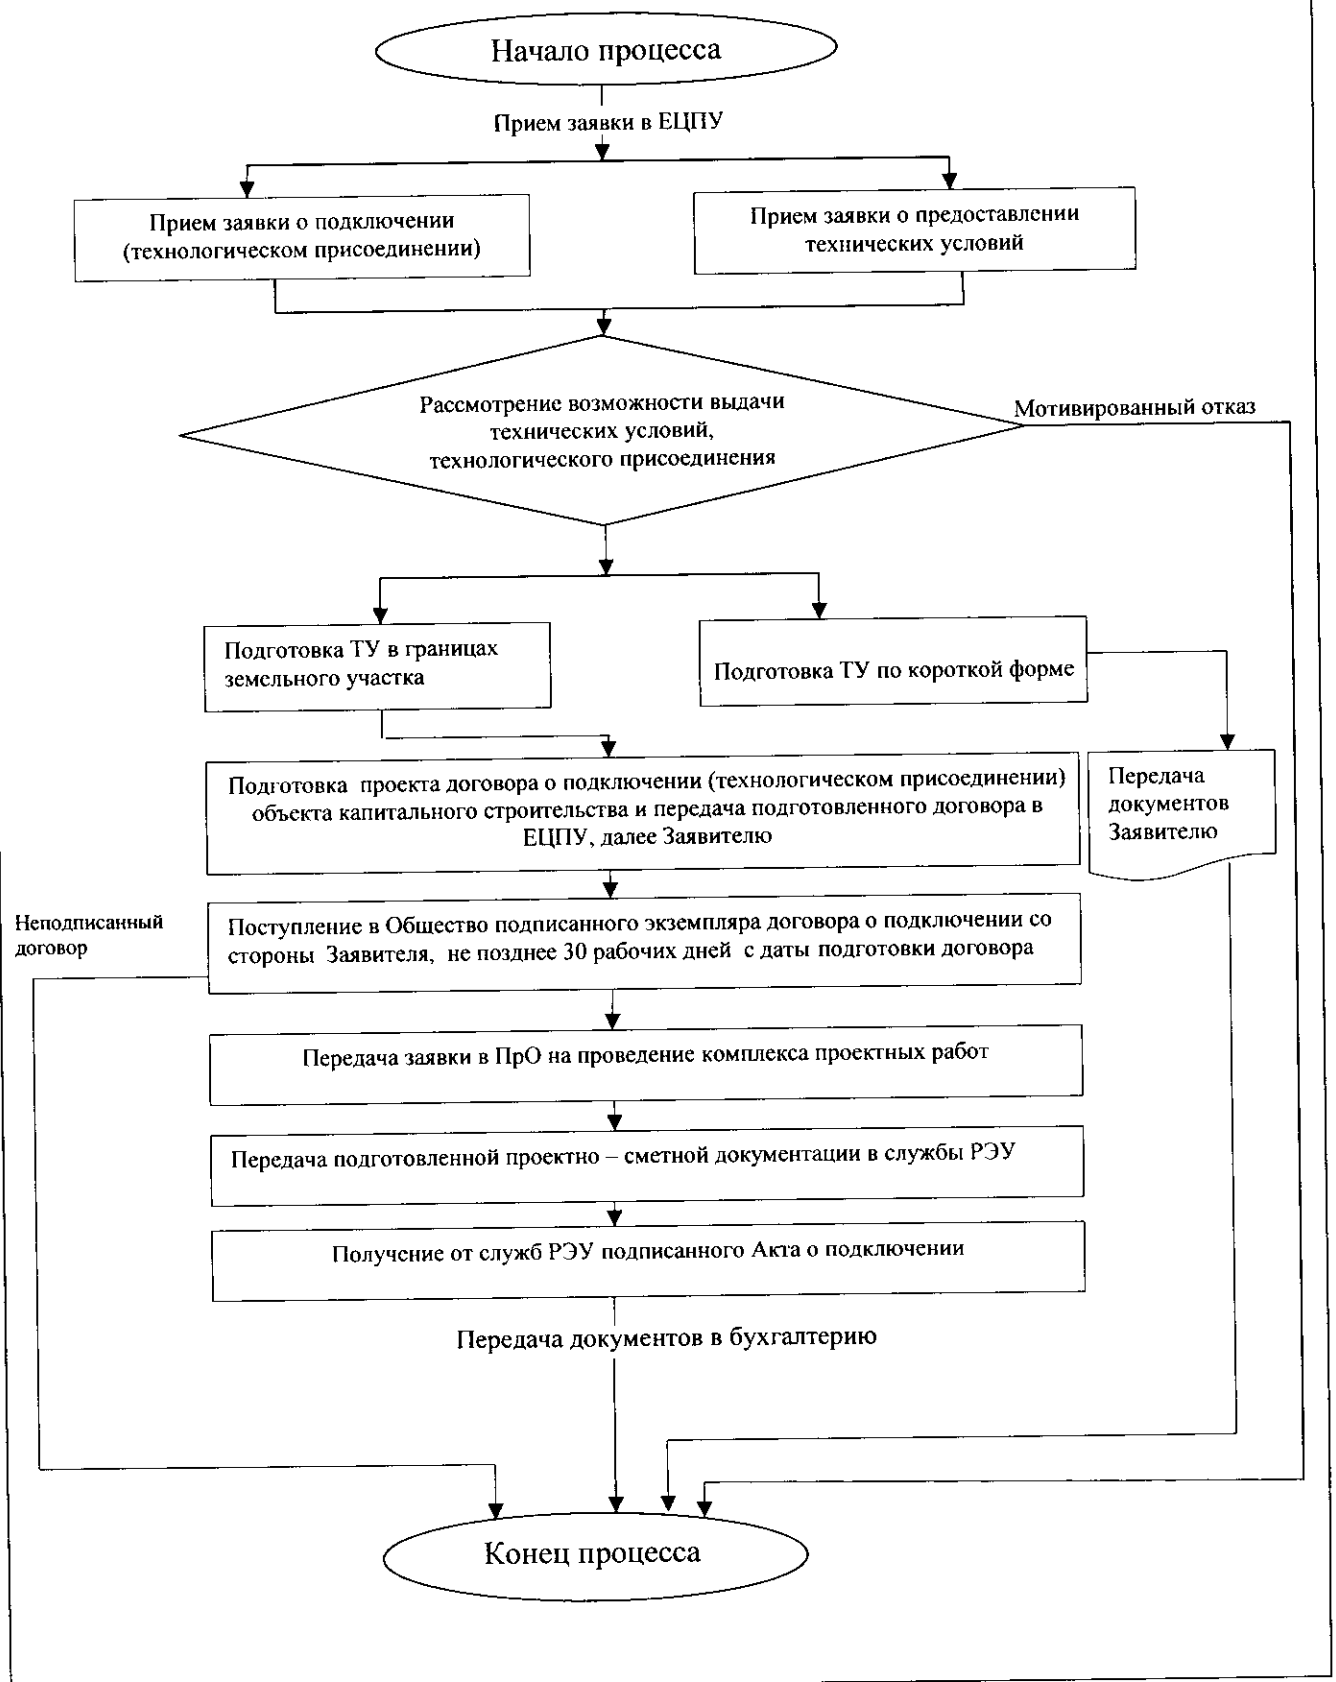 Начало процесса
Прием заявки в ЕЦПУ
Прием заявки о подключении
(технологическом присоединении)
Прием заявки о предоставлении
технических условий
Рассмотрение возможности выдачи
технических условий,
технологического присоединения
Мотивированный отказ
Подготовка ТУ в границах
земельного участка
Подготовка ТУ по короткой форме
Подготовка проекта договора о подключении (технологическом присоединении)
объекта капитального строительства и передача подготовленного договора в
ЕЦПУ, далее Заявителю
Передача
документов
Заявителю
Неподписанный
договор
Поступление в Общество подписанного экземпляра договора о подключении со
стороны Заявителя, не позднее 30 рабочих дней с даты подготовки договора
Передача заявки в ПрО на проведение комплекса проектных работ
Передача подготовленной проектно – сметной документации в службы РЭУ
Получение от служб РЭУ подписанного Акта о подключении
Передача документов в бухгалтерию
Конец процесса